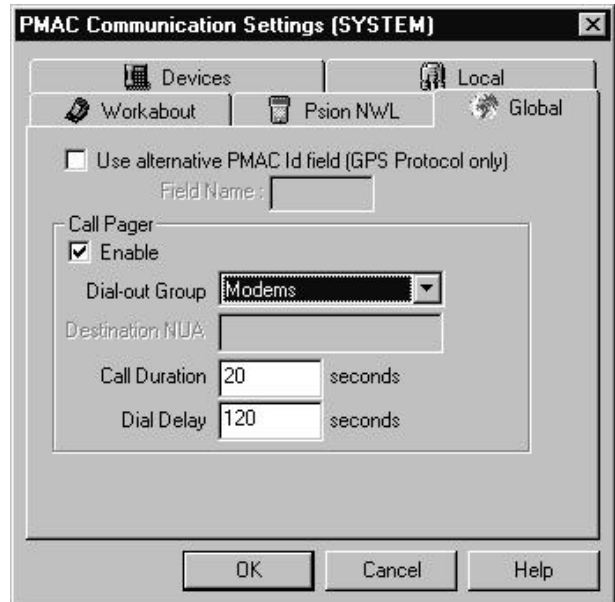 PMAC Communication Settings (SYSTEM)
Devices Local
Workabout Psion NWL Global
Use alternative PMAC Id field (GPS Protocol only)
Field Name :
Call Pager
Enable
Dial-out Group Modems
Destination NUA
Call Duration 20 seconds
Dial Delay 120 seconds
OK Cancel Help